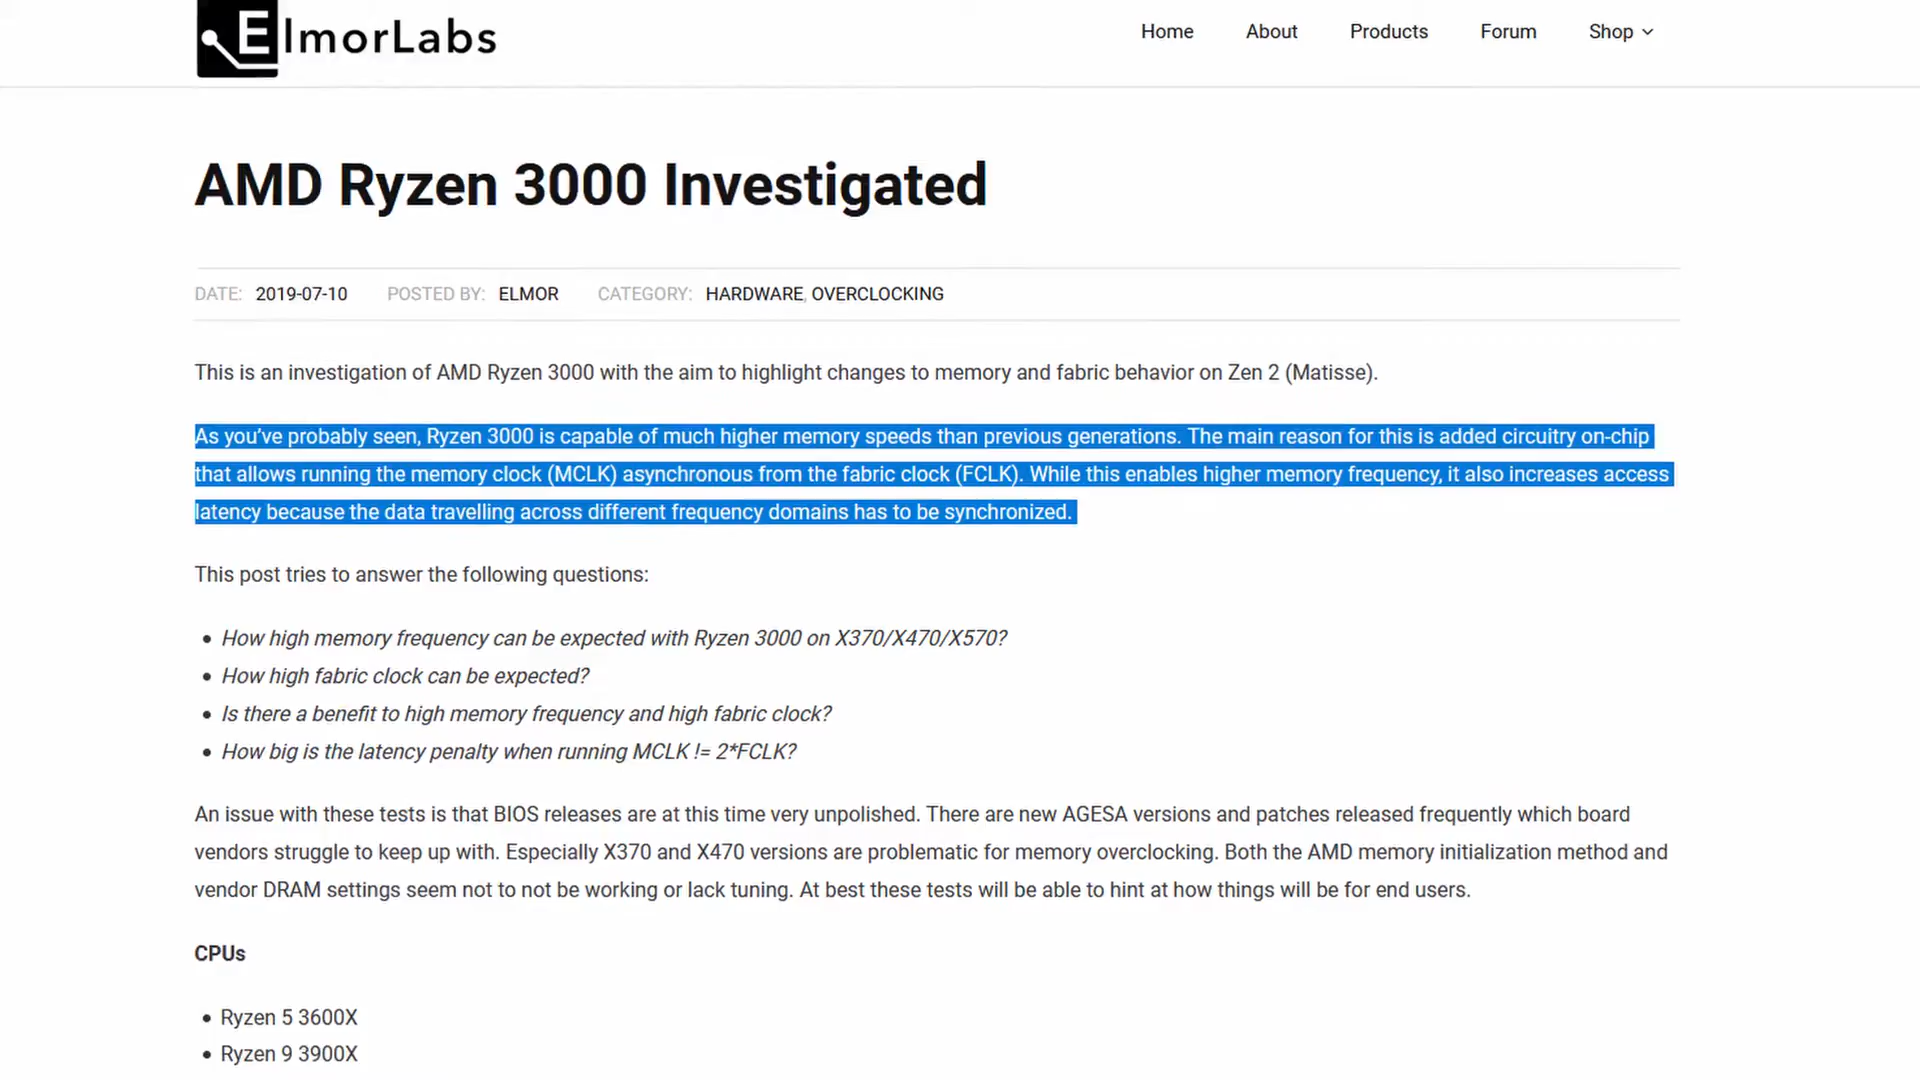 ElmorLabs
Home About Products Forum Shop
AMD Ryzen 3000 Investigated
DATE: 2019-07-10 POSTED BY: ELMOR CATEGORY: HARDWARE, OVERCLOCKING
This is an investigation of AMD Ryzen 3000 with the aim to highlight changes to memory and fabric behavior on Zen 2 (Matisse).
As you’ve probably seen, Ryzen 3000 is capable of much higher memory speeds than previous generations. The main reason for this is added circuitry on-chip
that allows running the memory clock (MCLK) asynchronous from the fabric clock (FCLK). While this enables higher memory frequency, it also increases access
latency because the data travelling across different frequency domains has to be synchronized.
This post tries to answer the following questions:
• How high memory frequency can be expected with Ryzen 3000 on X370/X470/X570?
• How high fabric clock can be expected?
• Is there a benefit to high memory frequency and high fabric clock?
• How big is the latency penalty when running MCLK != 2*FCLK?
An issue with these tests is that BIOS releases are at this time very unpolished. There are new AGESA versions and patches released frequently which board
vendors struggle to keep up with. Especially X370 and X470 versions are problematic for memory overclocking. Both the AMD memory initialization method and
vendor DRAM settings seem not to not be working or lack tuning. At best these tests will be able to hint at how things will be for end users.
CPUs
• Ryzen 5 3600X
• Ryzen 9 3900X